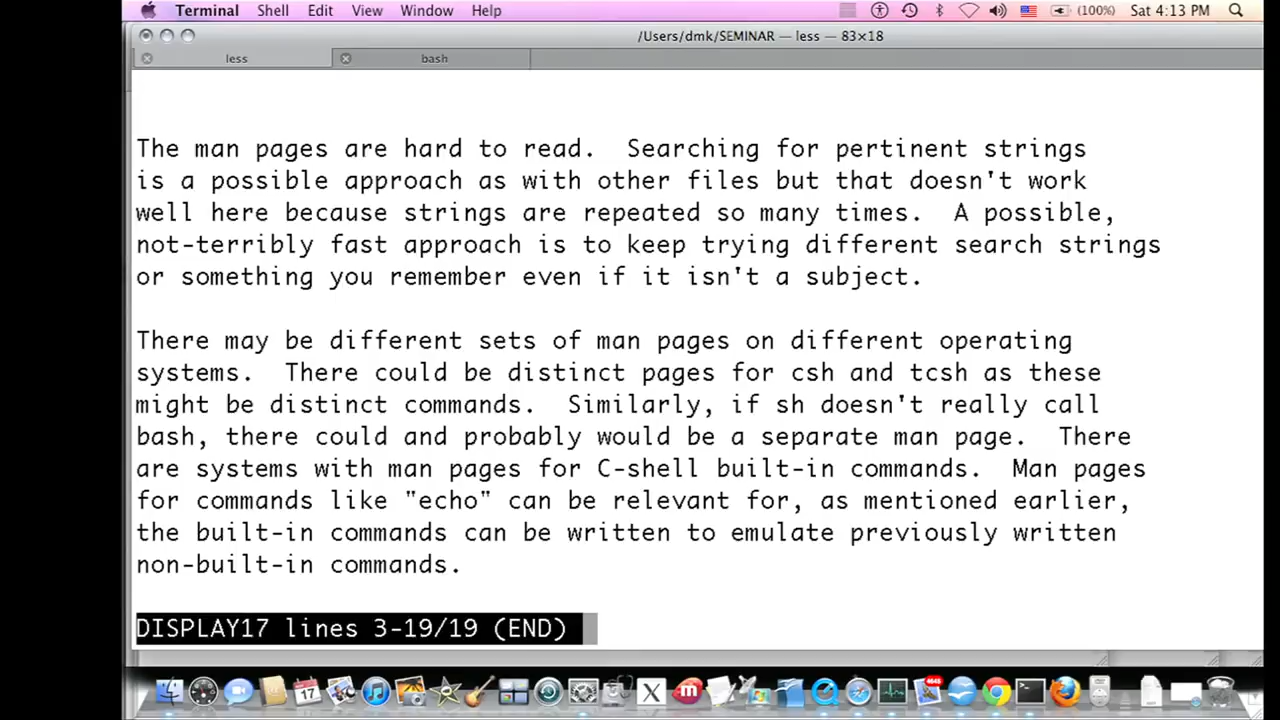 Terminal Shell Edit View Window Help (100%) Sat 4:13 PM
/Users/dmk/SEMINAR — less — 83×18
less bash
The man pages are hard to read.  Searching for pertinent strings
is a possible approach as with other files but that doesn't work
well here because strings are repeated so many times.  A possible,
not-terribly fast approach is to keep trying different search strings
or something you remember even if it isn't a subject.
There may be different sets of man pages on different operating
systems.  There could be distinct pages for csh and tcsh as these
might be distinct commands.  Similarly, if sh doesn't really call
bash, there could and probably would be a separate man page.  There
are systems with man pages for C-shell built-in commands.  Man pages
for commands like "echo" can be relevant for, as mentioned earlier,
the built-in commands can be written to emulate previously written
non-built-in commands.
DISPLAY17 lines 3-19/19 (END)
17